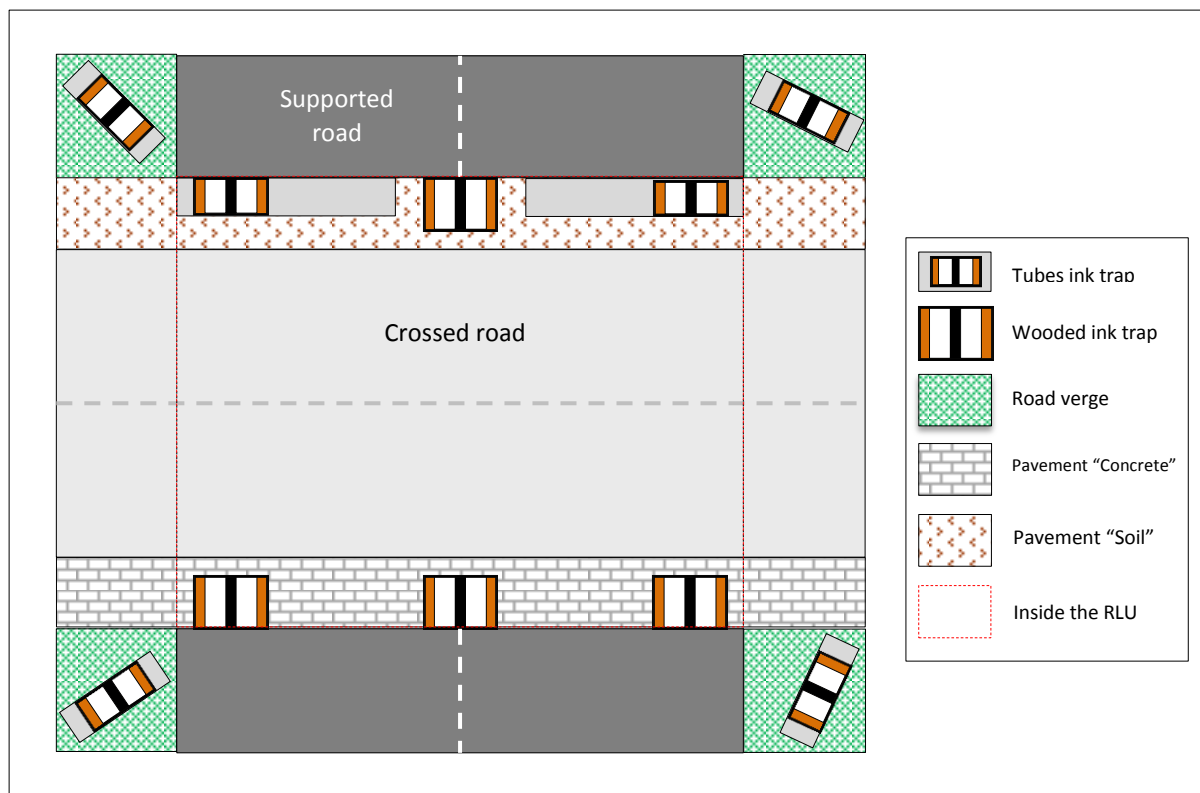 Supported
road
Crossed road
Tubes ink trap
Wooded ink trap
Road verge
Pavement “Concrete”
Pavement “Soil”
Inside the RLU